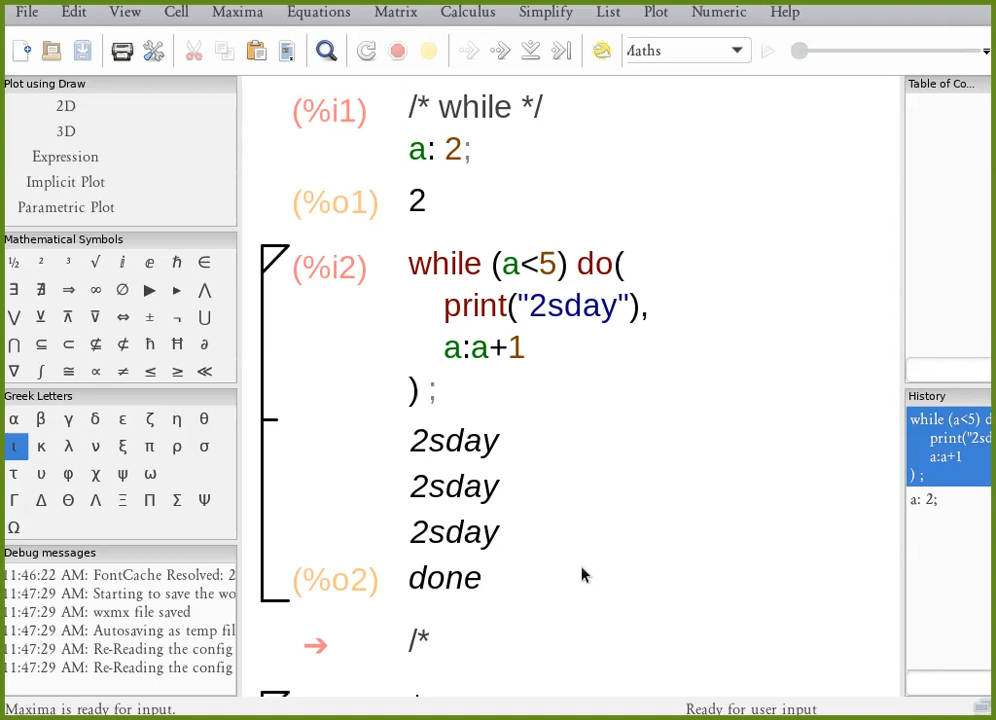 File Edit View Cell Maxima Equations Matrix Calculus Simplify List Plot Numeric Help
Maths
Plot using Draw
2D
3D
Expression
Implicit Plot
Parametric Plot
Mathematical Symbols
½ ² ³ √ ⅈ ℯ ℏ ∈
∃ ∄ ⇒ ∞ ∅ ▶ ▸ ⋀
⋁ ⊻ ⊼ ⊽ ⇔ ± ¬ ⋃
⋂ ⊆ ⊂ ⊈ ⊄ ħ Ħ ∂
∇ ∫ ≅ ∝ ≠ ≤ ≥ ≪
Greek Letters
α β γ δ ε ζ η θ
ι κ λ ν ξ π ρ σ
τ υ φ χ ψ ω
Γ Δ Θ Λ Ξ Π Σ Ψ
Ω
Debug messages
11:46:22 AM: FontCache Resolved: 2
11:47:29 AM: Starting to save the wo
11:47:29 AM: wxmx file saved
11:47:29 AM: Autosaving as temp fil
11:47:29 AM: Re-Reading the config
11:47:29 AM: Re-Reading the config
(%i1) /* while */
a: 2;
(%o1) 2
(%i2) while (a<5) do(
print("2sday"),
a:a+1
) ;
2sday
2sday
2sday
(%o2) done
/*
Table of Co...
History
while (a<5) d
print("2sd
a:a+1
) ;
a: 2;
Maxima is ready for input. Ready for user input